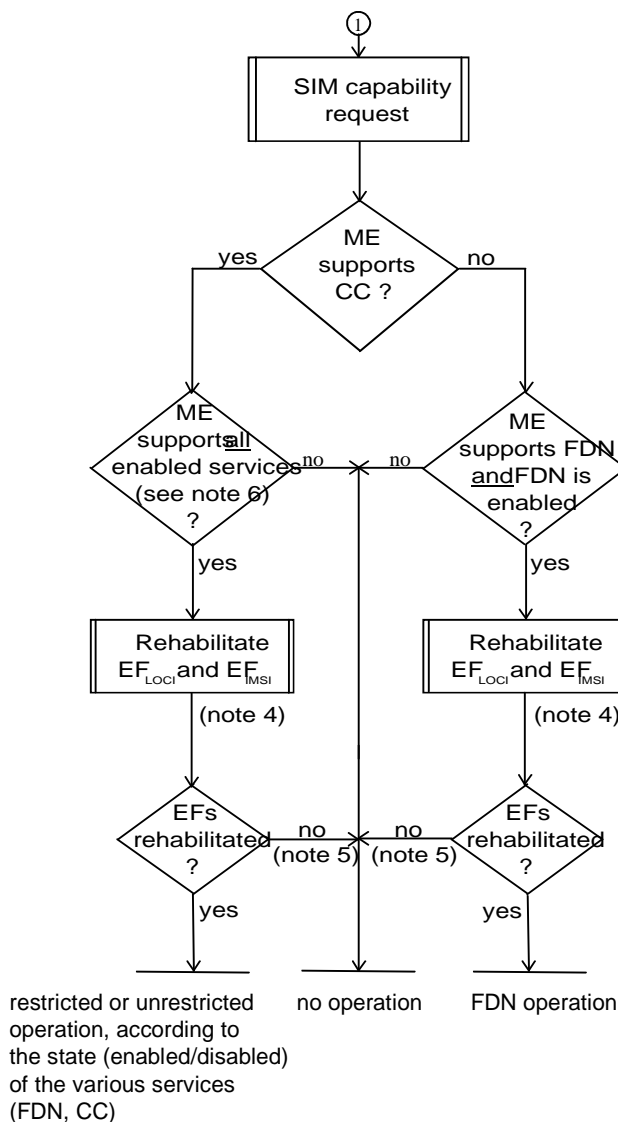 1
SIM capability
request
ME
supports
CC ?
yes
no
ME
supports all
enabled services
(see note 6)
?
no
no
ME
supports FDN
and FDN is
enabled
?
yes
yes
Rehabilitate
EFLOCI and EFIMSI
Rehabilitate
EFLOCI and EFIMSI
(note 4)
(note 4)
EFs
rehabilitated
?
no
(note 5)
no
(note 5)
EFs
rehabilitated
?
yes
yes
restricted or unrestricted
operation, according to
the state (enabled/disabled)
of the various services
(FDN, CC)
no operation
FDN operation